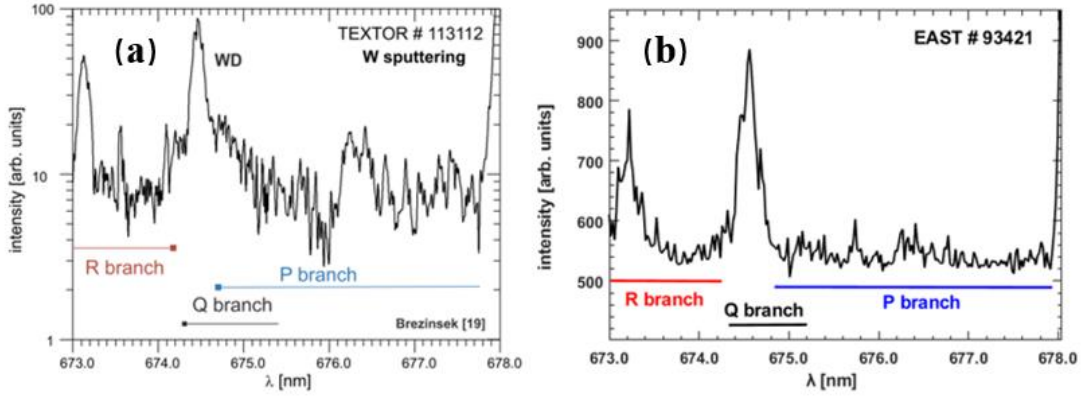 (a)
TEXTOR # 113112
W sputtering
WD
100
10
1
intensity [arb. units]
R branch
P branch
Q branch
Brezinsek [19]
673.0 674.0 675.0 676.0 677.0 678.0
λ [nm]
(b)
EAST # 93421
900
800
700
600
500
intensity [arb. units]
R branch
Q branch
P branch
673.0 674.0 675.0 676.0 677.0 678.0
λ [nm]